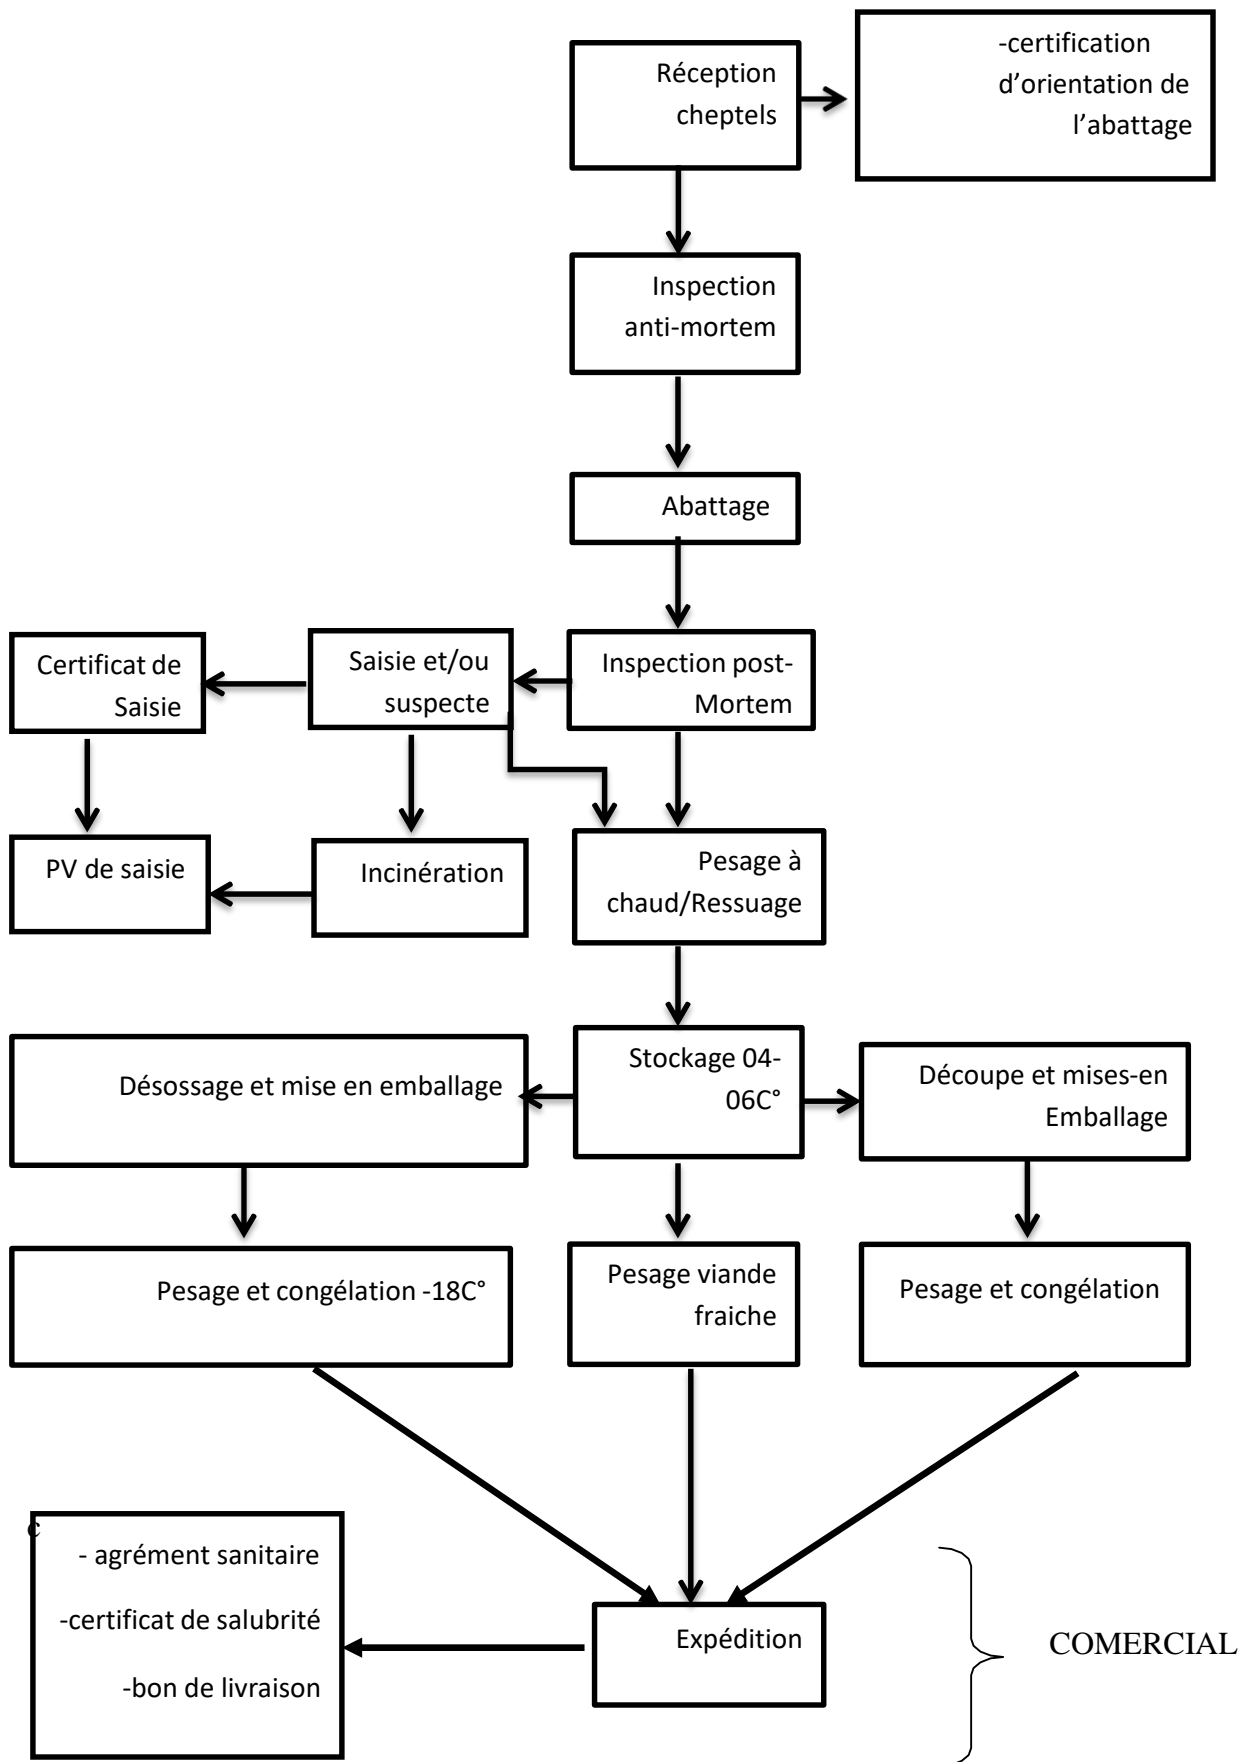 Réception
cheptels
-certification
d’orientation de
l’abattage
Inspection
anti-mortem
Abattage
Certificat de
Saisie
Saisie et/ou
suspecte
Inspection post-
Mortem
PV de saisie
Incinération
Pesage à
chaud/Ressuage
Désossage et mise en emballage
Stockage 04-
06C°
Découpe et mises-en
Emballage
Pesage et congélation -18C°
Pesage viande
fraiche
Pesage et congélation
c
- agrément sanitaire
-certificat de salubrité
-bon de livraison
Expédition
COMERCIAL